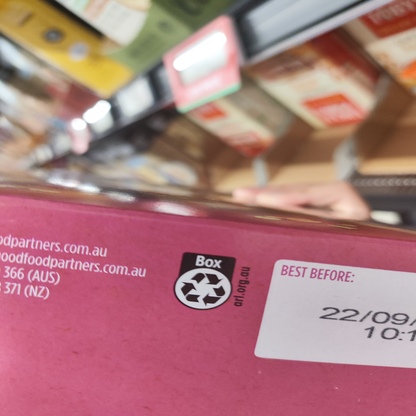 odpartners.com.au
oodfoodpartners.com.au
366 (AUS)
371 (NZ)
Box
arl.org.au
BEST BEFORE:
22/09/
10:1